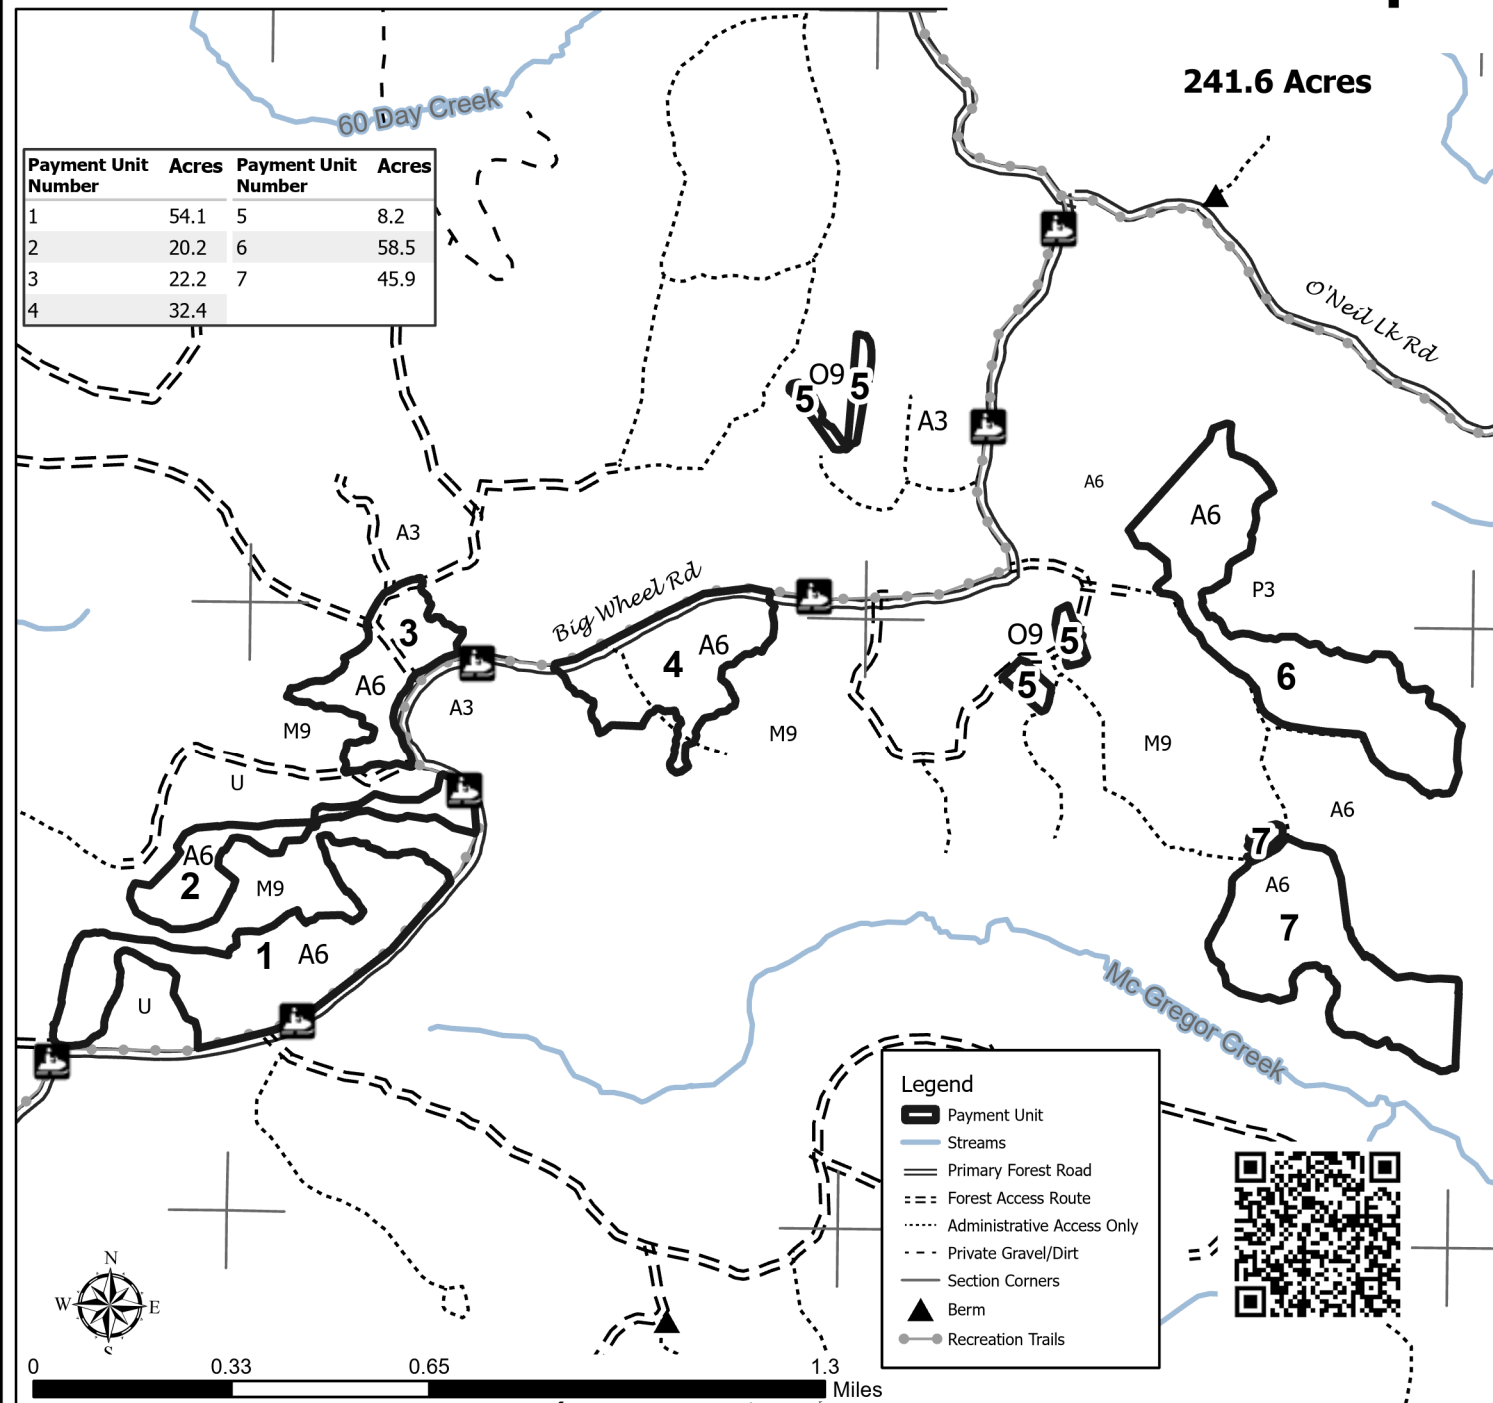 241.6 Acres
60 Day Creek
Payment Unit Number Acres Payment Unit Number Acres
1 54.1 5 8.2
2 20.2 6 58.5
3 22.2 7 45.9
4 32.4
O'Neil Lk Rd
O9
5 5
A3
A6
A6
A3
P3
Big Wheel Rd
3
O9
5
A6
4
A6
5
6
A3
M9
M9
M9
U
A6
7
A6
2
M9
A6
7
1 A6
U
Mc Gregor Creek
Legend
Payment Unit
Streams
Primary Forest Road
Forest Access Route
Administrative Access Only
Private Gravel/Dirt
Section Corners
Berm
Recreation Trails
N
W E
S
0 0.33 0.65 1.3
Miles